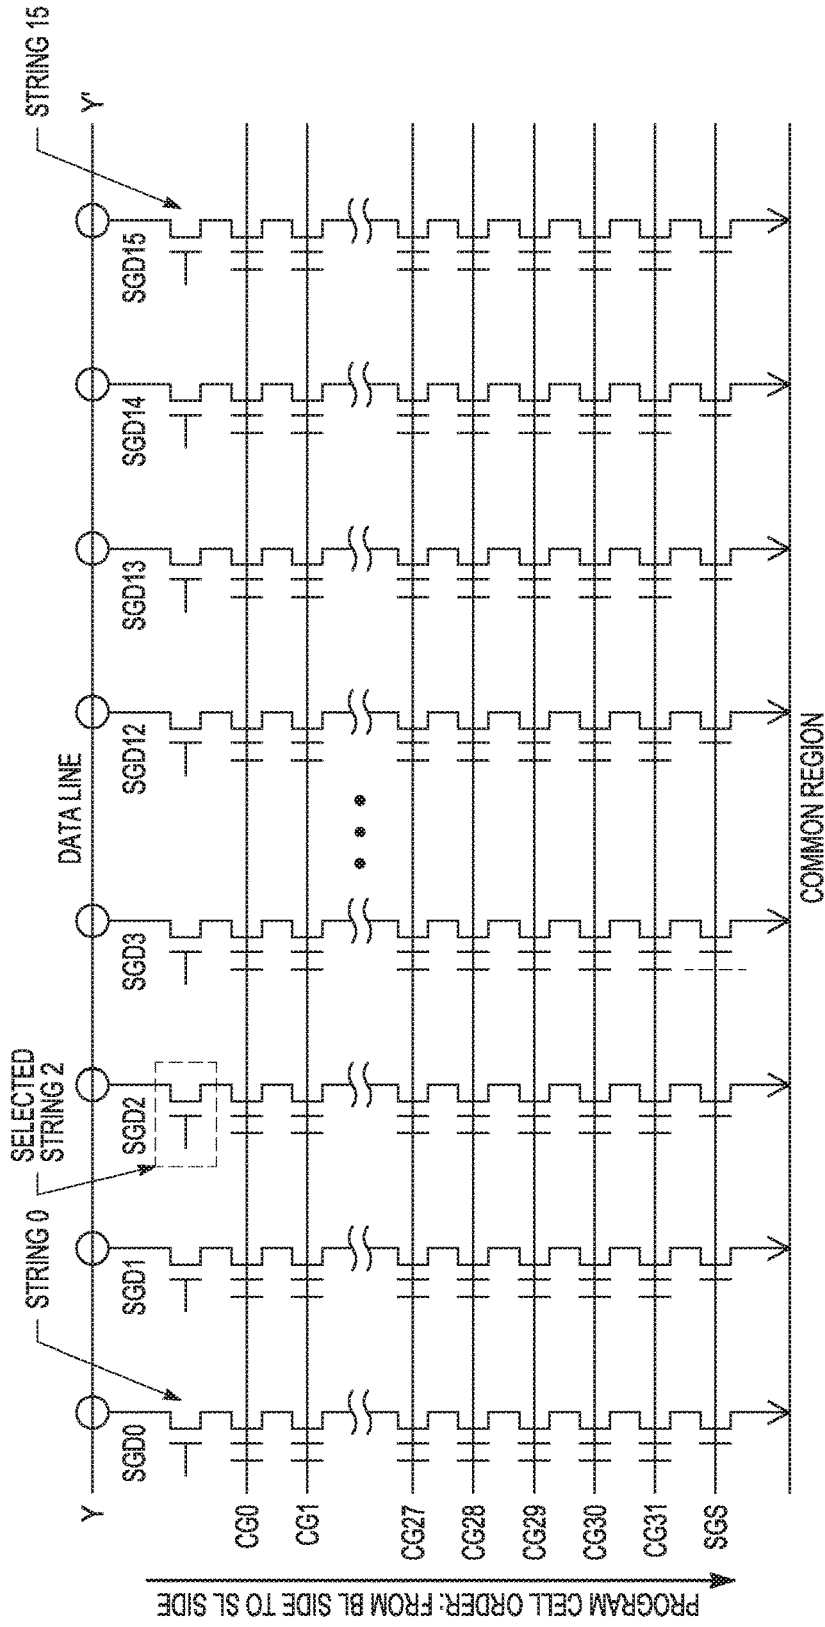 STRING 0
SELECTED
STRING 2
STRING 15
DATA LINE
Y
Y'
SGD0
SGD1
SGD2
SGD3
SGD12
SGD13
SGD14
SGD15
CG0
CG1
CG27
CG28
CG29
CG30
CG31
SGS
COMMON REGION
PROGRAM CELL ORDER: FROM BL SIDE TO SL SIDE